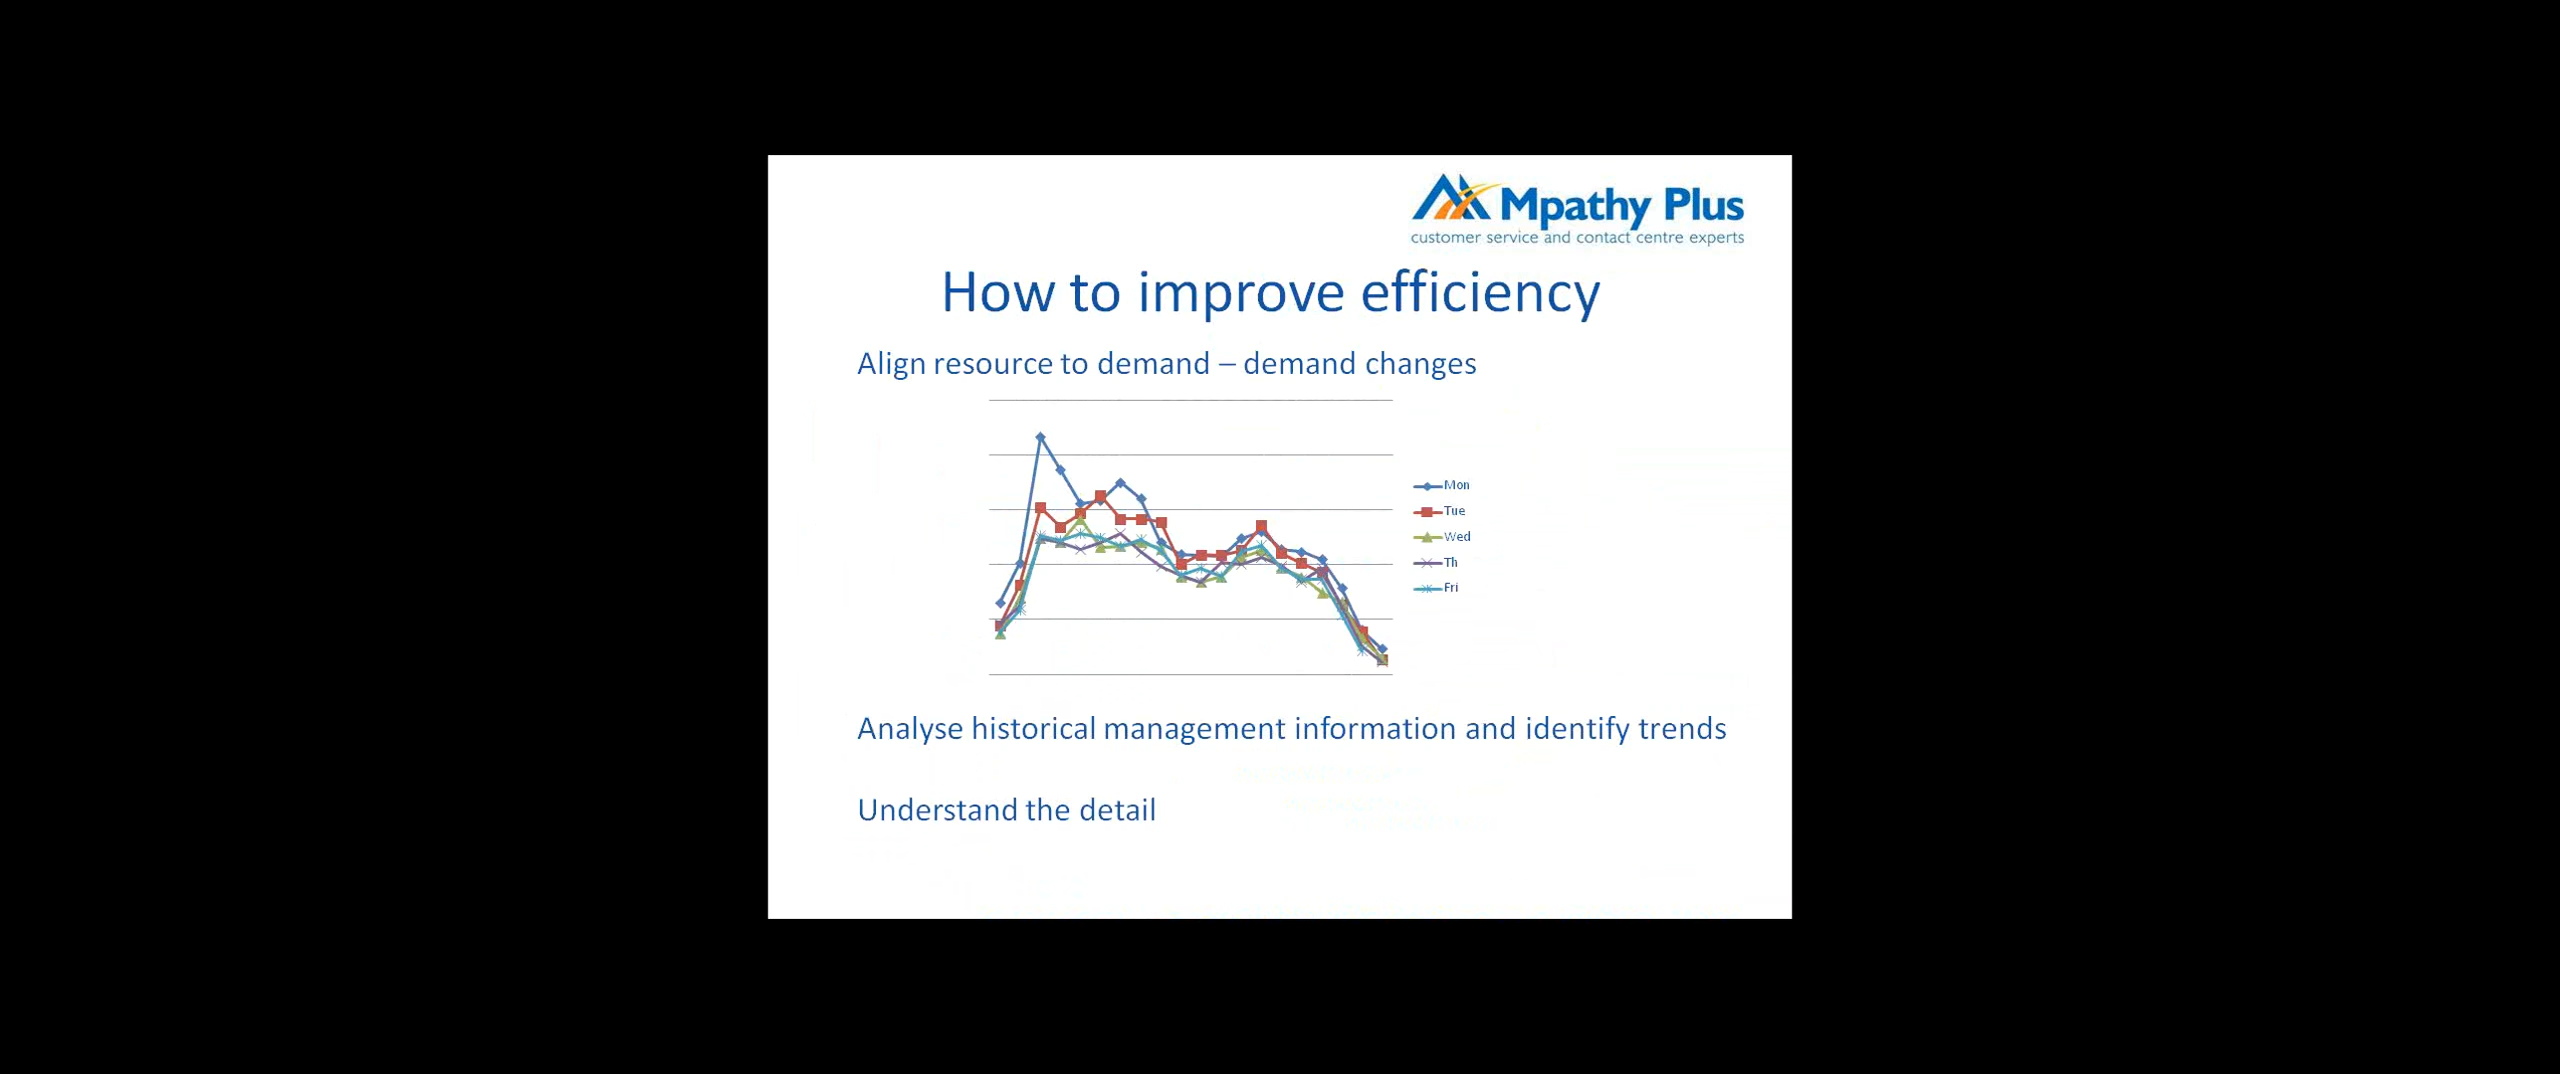 Mpathy Plus
customer service and contact centre experts
How to improve efficiency
Align resource to demand – demand changes
Mon
Tue
Wed
Th
Fri
Analyse historical management information and identify trends
Understand the detail